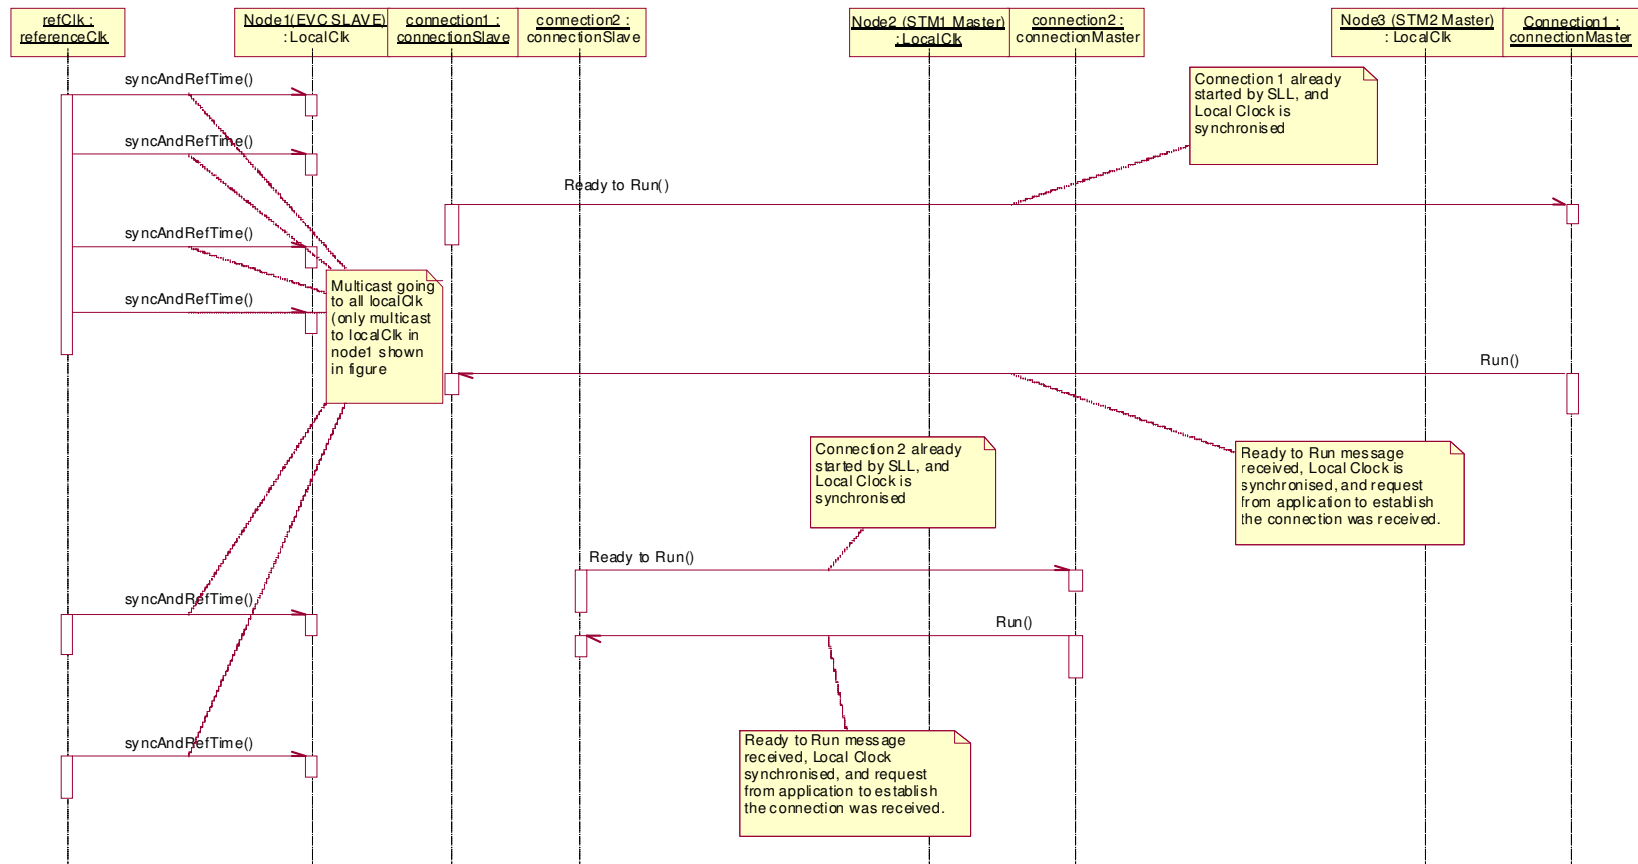 refClk :
referenceClk
Node1(EVC SLAVE)
: LocalClk
connection1 :
connectionSlave
connection2 :
connectionSlave
Node2 (STM1 Master)
: LocalClk
connection2 :
connectionMaster
Node3 (STM2 Master)
: LocalClk
Connection1 :
connectionMaster
syncAndRefTime()
Connection 1 already
started by SLL, and
Local Clock is
synchronised
syncAndRefTime()
Ready to Run()
syncAndRefTime()
syncAndRefTime()
Multicast going
to all localClk
(only multicast
to localClk in
node1 shown
in figure
Run()
Connection 2 already
started by SLL, and
Local Clock is
synchronised
Ready to Run message
received, Local Clock is
synchronised, and request
from application to establish
the connection was received.
Ready to Run()
syncAndRefTime()
Run()
syncAndRefTime()
Ready to Run message
received, Local Clock
synchronised, and request
from application to establish
the connection was received.